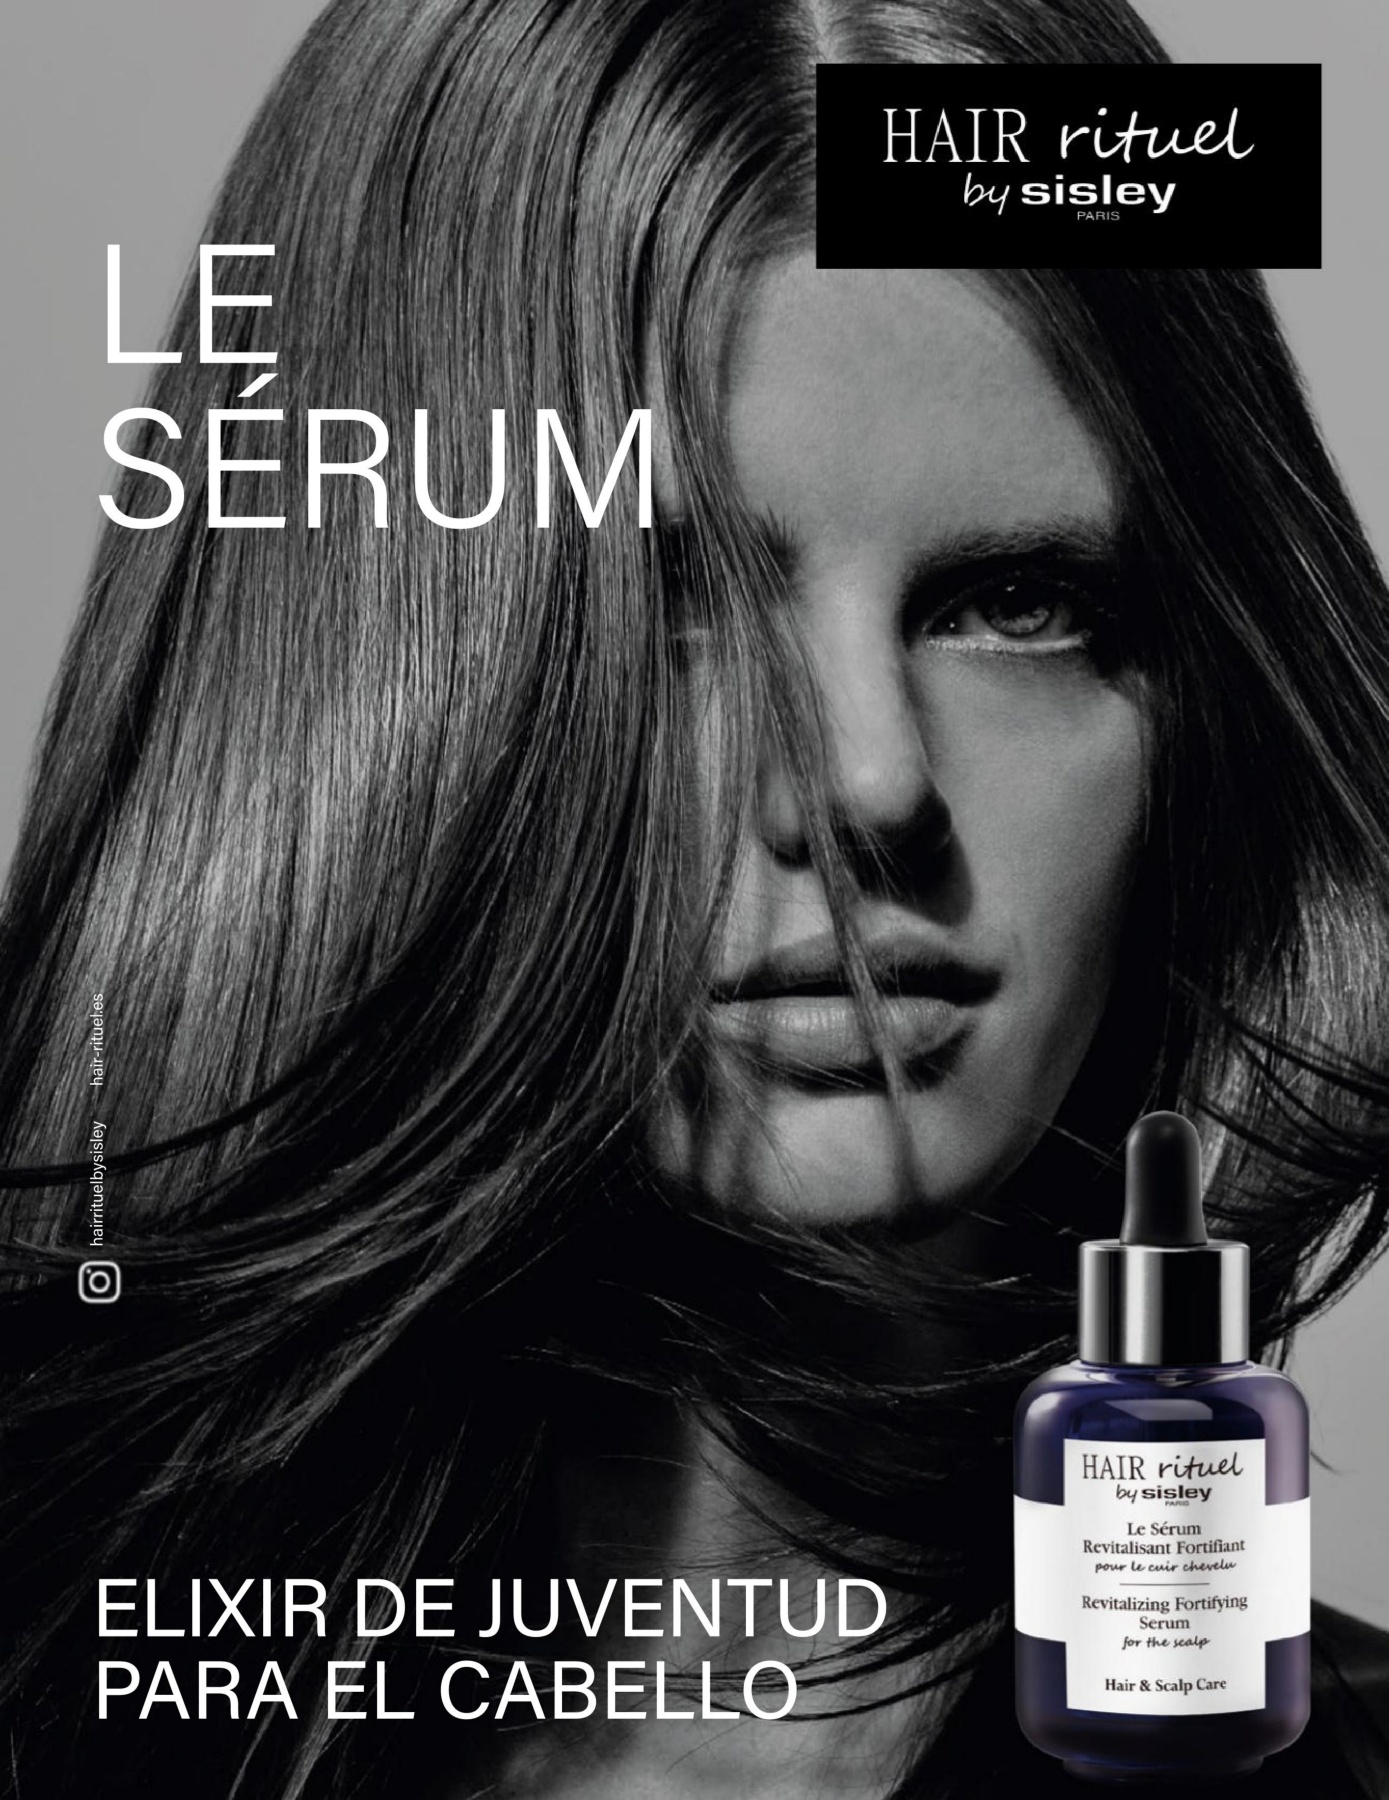 HAIR rituel
by sisley
PARIS
LE
SÉRUM
hairrituelbysisley hair-rituel.es
HAIR rituel
by sisley
PARIS
Le Sérum
Revitalisant Fortifiant
pour le cuir chevelu
Revitalizing Fortifying
Serum
for the scalp
Hair & Scalp Care
ELIXIR DE JUVENTUD
PARA EL CABELLO